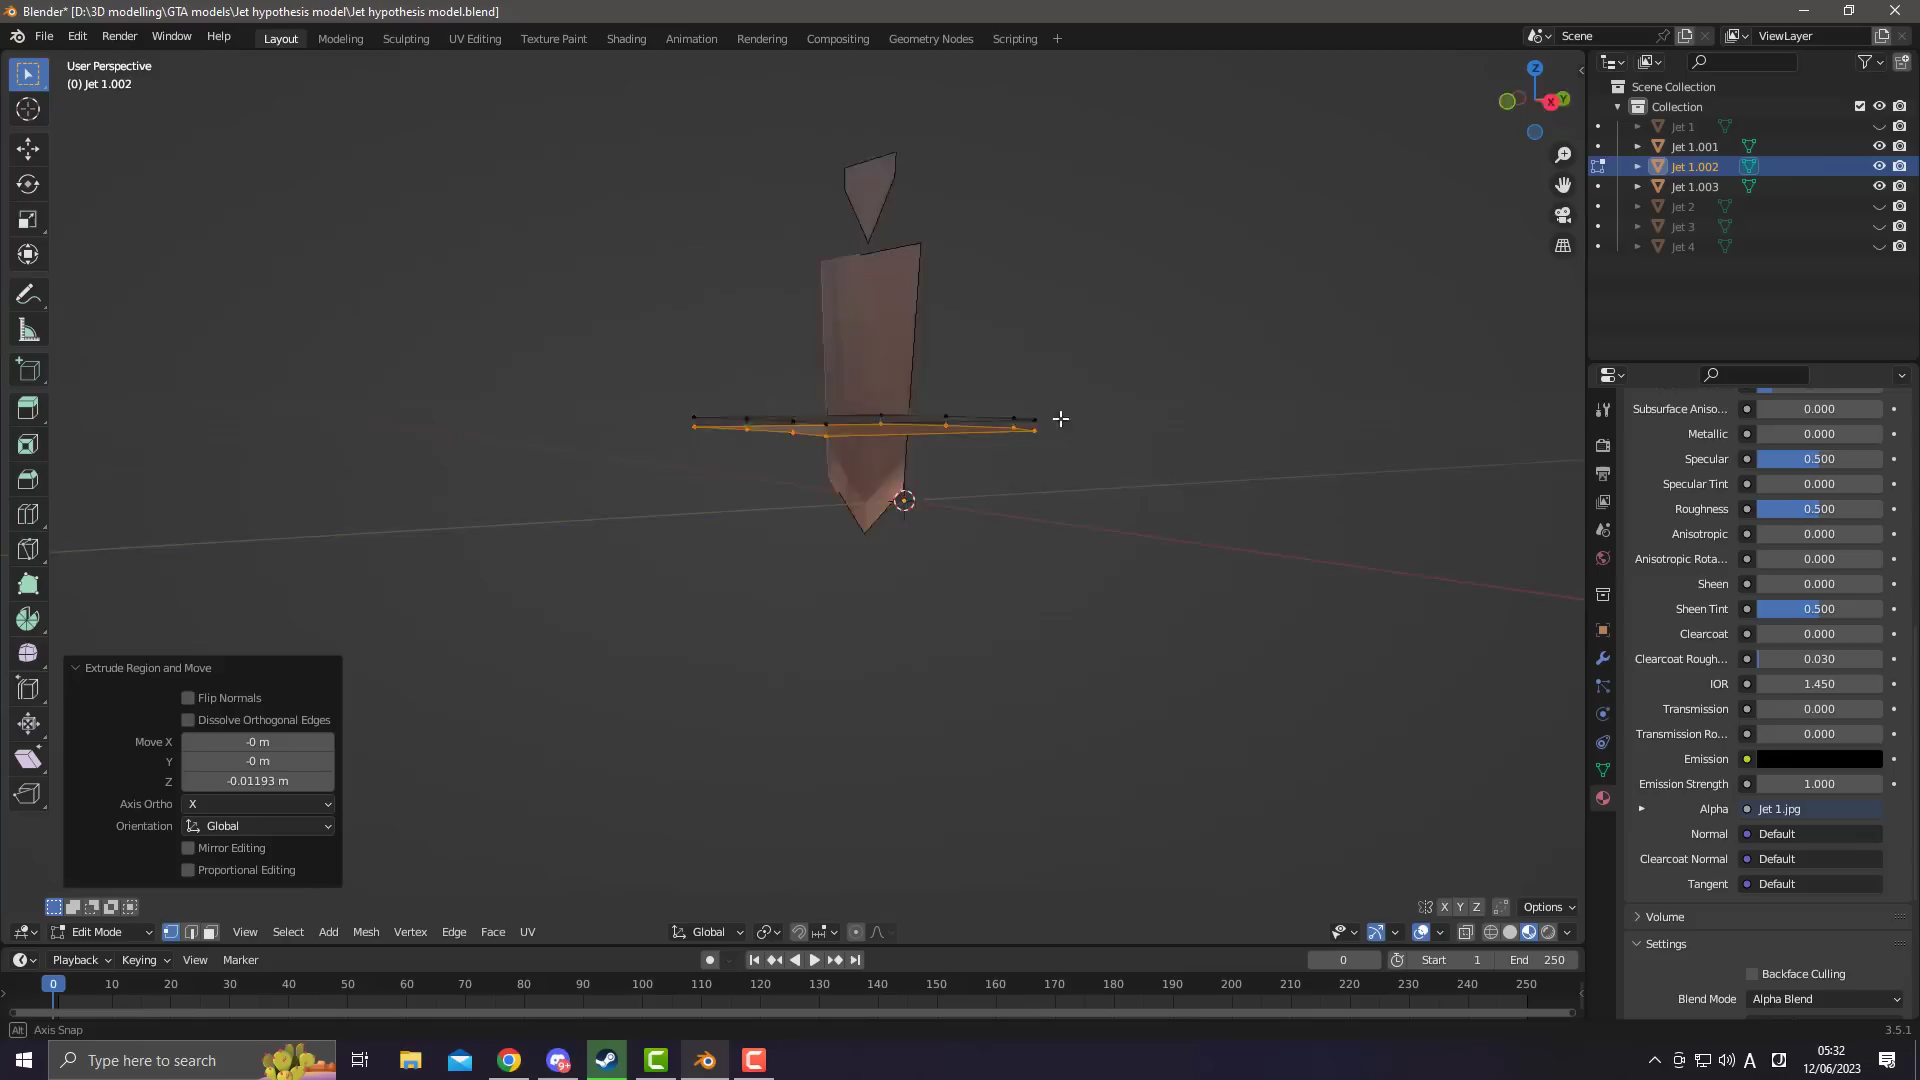 Blender* [D:\3D modelling\GTA models\Jet hypothesis model\Jet hypothesis model.blend]
File Edit Render Window Help Layout Modeling Sculpting UV Editing Texture Paint Shading Animation Rendering Compositing Geometry Nodes Scripting + Scene ViewLayer
User Perspective
(0) Jet 1.002
Z
X
Y
Scene Collection
Collection
Jet 1
Jet 1.001
Jet 1.002
Jet 1.003
Jet 2
Jet 3
Jet 4
Subsurface Aniso... 0.000
Metallic 0.000
Specular 0.500
Specular Tint 0.000
Roughness 0.500
Anisotropic 0.000
Anisotropic Rota... 0.000
Sheen 0.000
Sheen Tint 0.500
Clearcoat 0.000
Clearcoat Rough... 0.030
IOR 1.450
Transmission 0.000
Transmission Ro... 0.000
Emission
Emission Strength 1.000
Alpha Jet 1.jpg
Normal Default
Clearcoat Normal Default
Tangent Default
Volume
Settings
Backface Culling
Blend Mode Alpha Blend
Extrude Region and Move
Flip Normals
Dissolve Orthogonal Edges
Move X -0 m
Y -0 m
Z -0.01193 m
Axis Ortho X
Orientation Global
Mirror Editing
Proportional Editing
X Y Z Options
Edit Mode View Select Add Mesh Vertex Edge Face UV Global
Playback Keying View Marker 0 Start 1 End 250
0 10 20 30 40 50 60 70 80 90 100 110 120 130 140 150 160 170 180 190 200 210 220 230 240 250
Alt Axis Snap 3.5.1
Type here to search
9+
A
05:32
12/06/2023